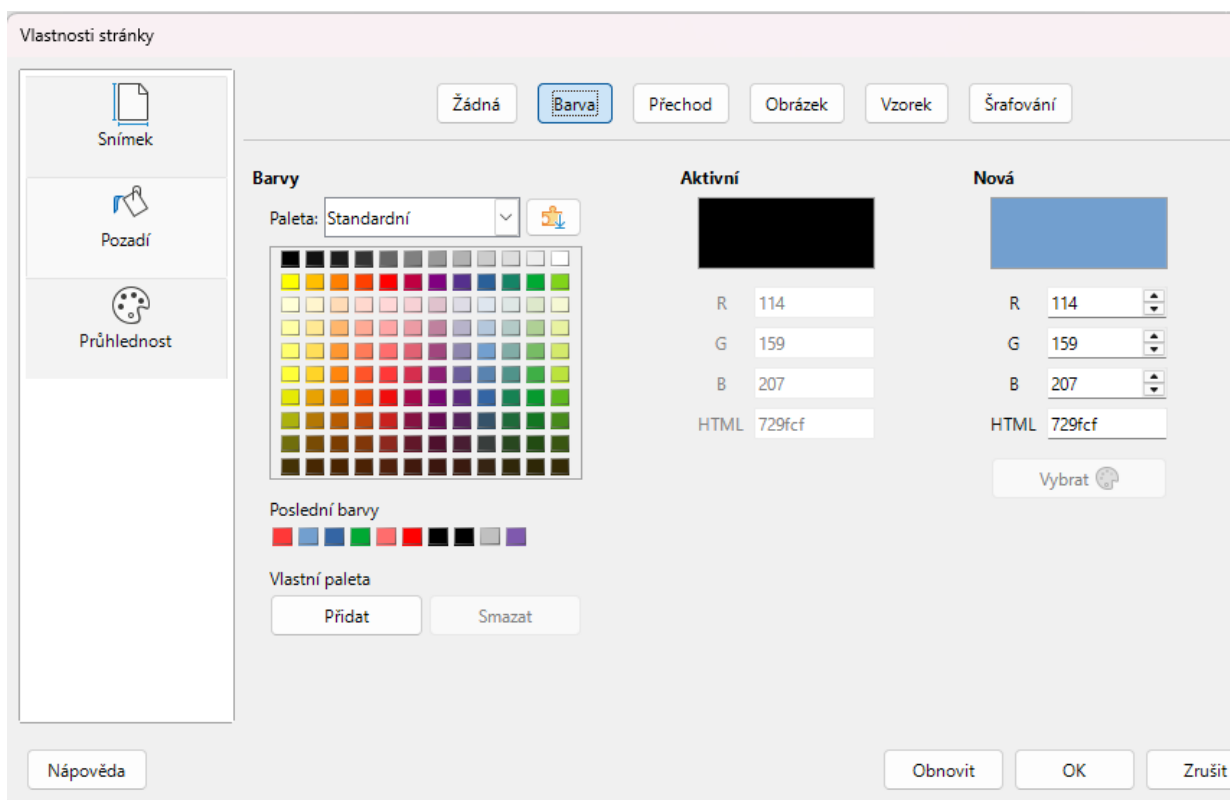 Vlastnosti stránky
Snímek
Pozadí
Průhlednost
Žádná Barva Přechod Obrázek Vzorek Šrafování
Barvy
Paleta: Standardní
Poslední barvy
Vlastní paleta
Přidat Smazat
Aktivní
R 114
G 159
B 207
HTML 729fcf
Nová
R 114
G 159
B 207
HTML 729fcf
Vybrat
Nápověda Obnovit OK Zrušit